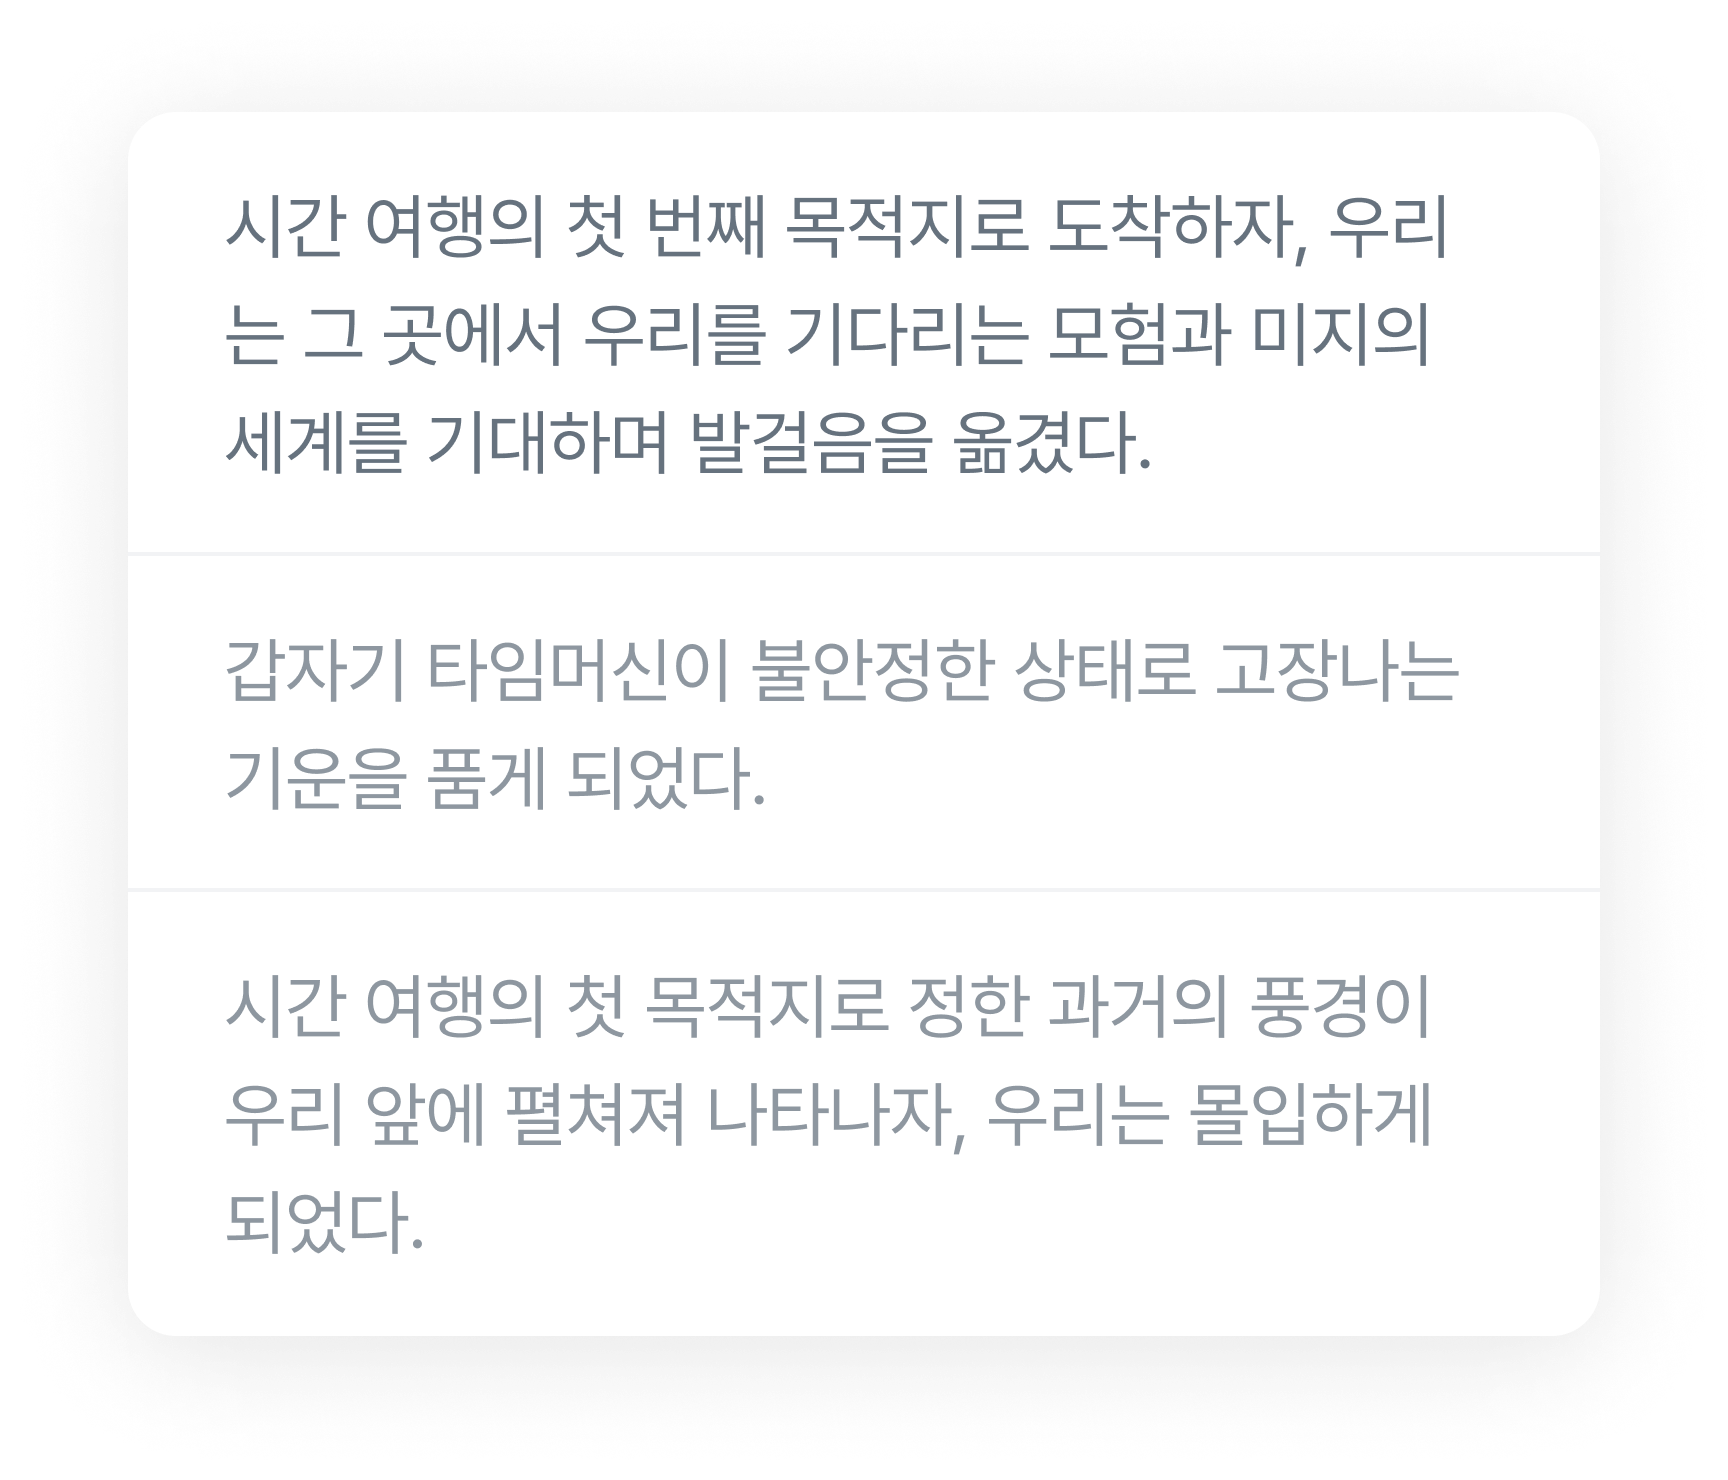 시간 여행의 첫 번째 목적지로 도착하자, 우리
는 그 곳에서 우리를 기다리는 모험과 미지의
세계를 기대하며 발걸음을 옮겼다.
갑자기 타임머신이 불안정한 상태로 고장나는
기운을 품게 되었다.
시간 여행의 첫 목적지로 정한 과거의 풍경이
우리 앞에 펼쳐져 나타나자, 우리는 몰입하게
되었다.